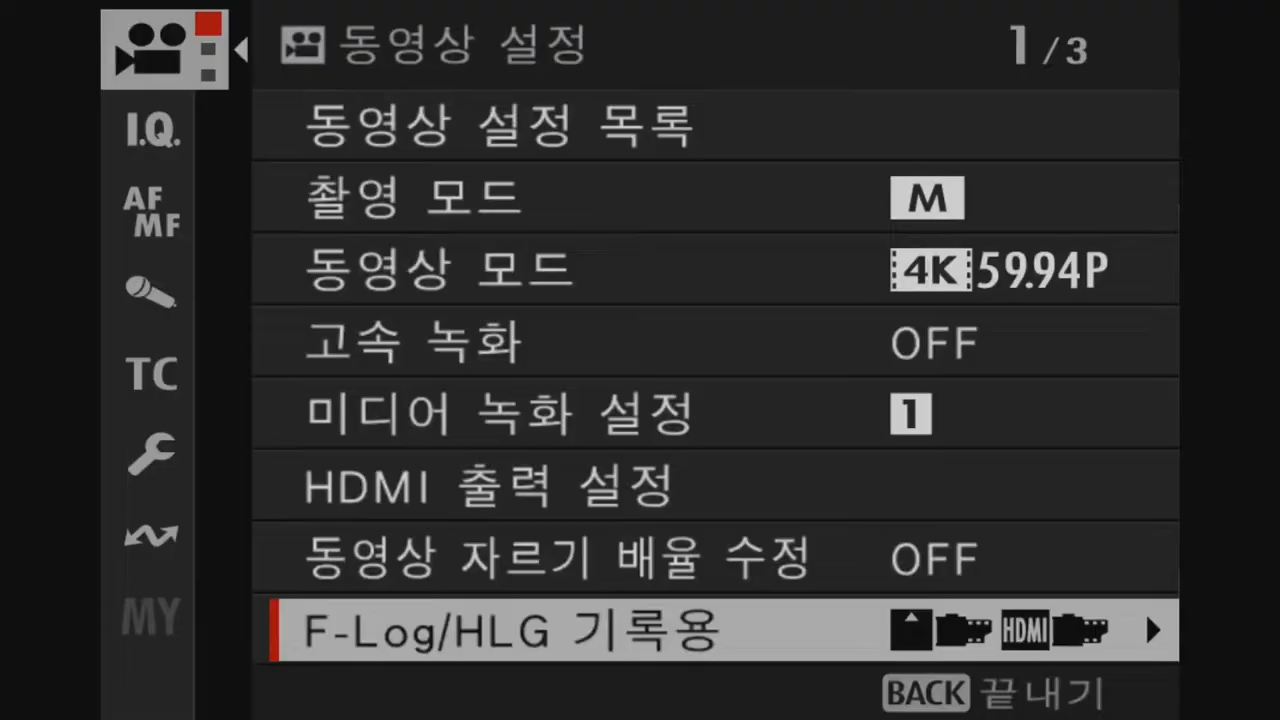 동영상 설정 1/3
I.Q.
AF
MF
TC
MY
동영상 설정 목록
촬영 모드 M
동영상 모드 4K 59.94P
고속 녹화 OFF
미디어 녹화 설정 1
HDMI 출력 설정
동영상 자르기 배율 수정 OFF
F-Log/HLG 기록용 HDMI
BACK 끝내기